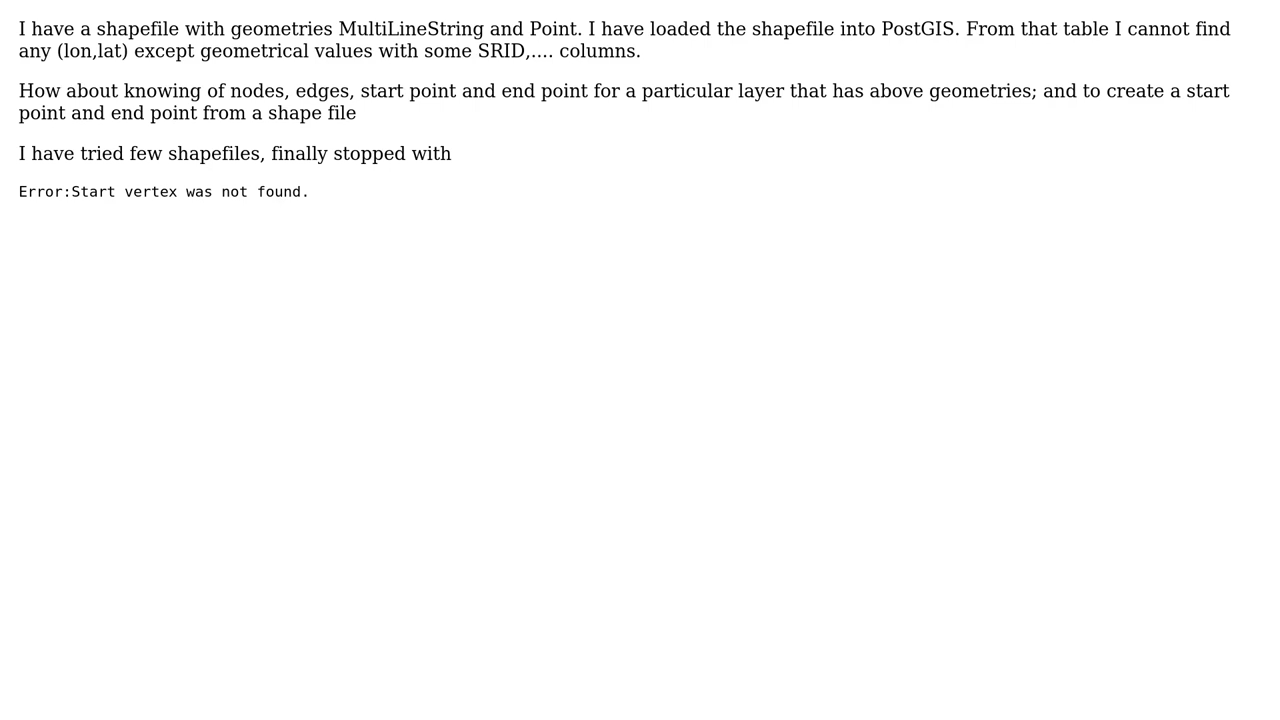 I have a shapefile with geometries MultiLineString and Point. I have loaded the shapefile into PostGIS. From that table I cannot find
any (lon,lat) except geometrical values with some SRID,.... columns.
How about knowing of nodes, edges, start point and end point for a particular layer that has above geometries; and to create a start
point and end point from a shape file
I have tried few shapefiles, finally stopped with
Error:Start vertex was not found.